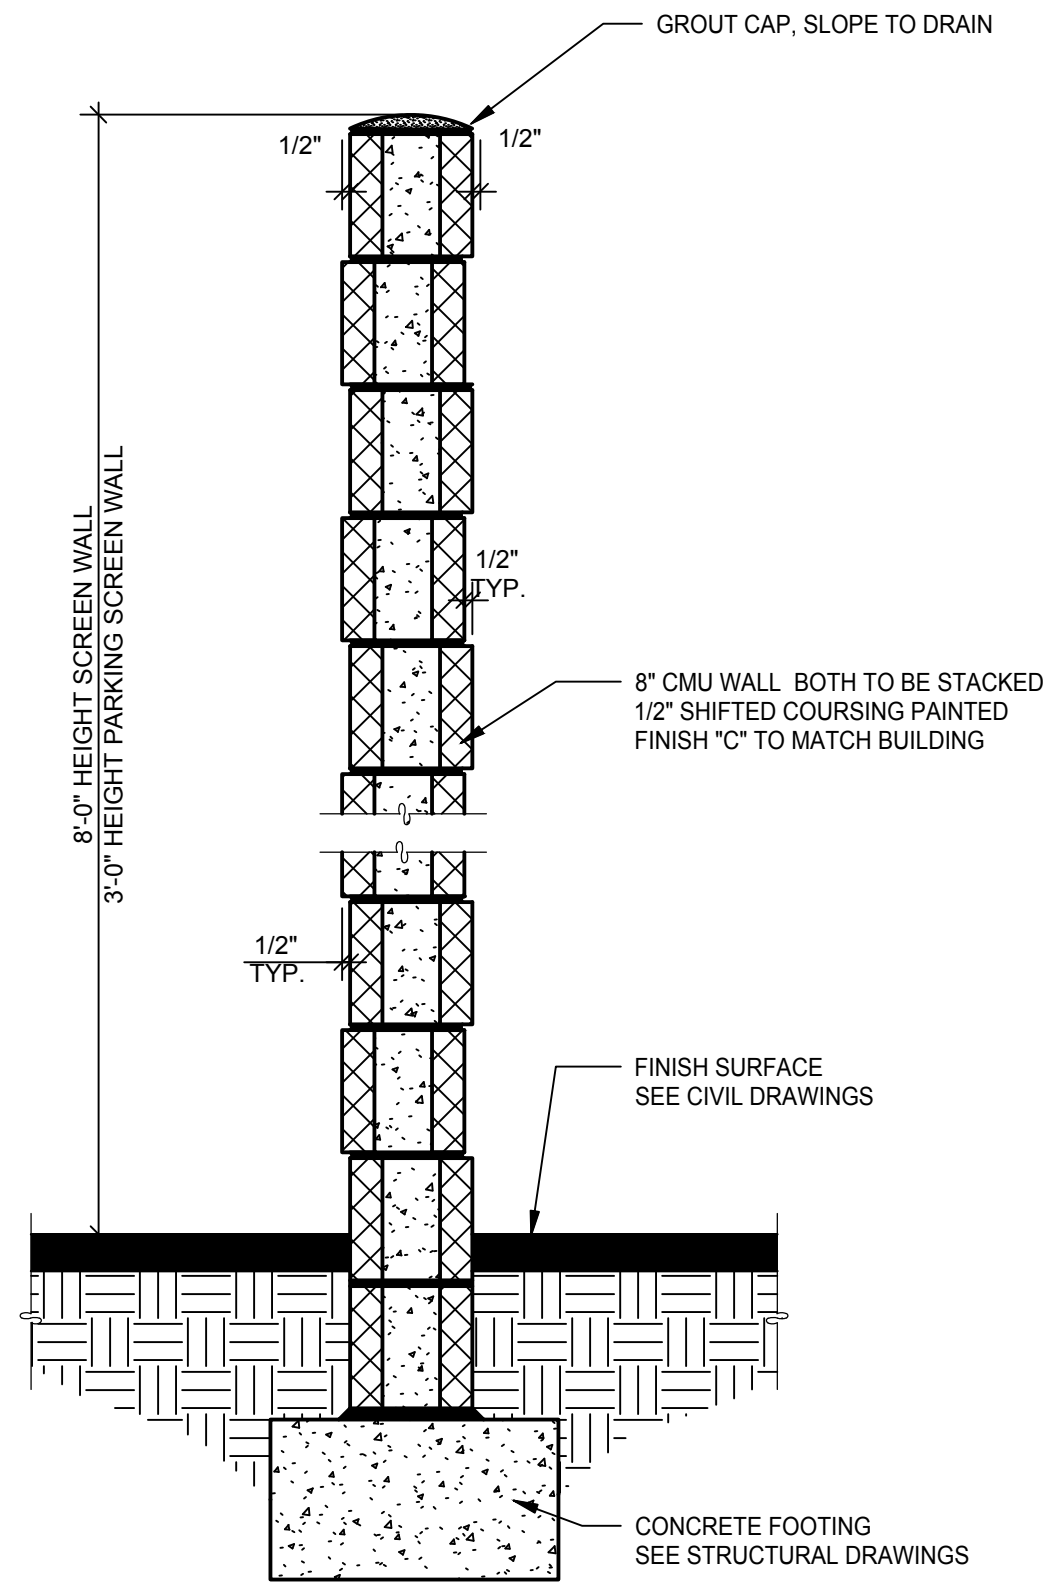 GROUT CAP, SLOPE TO DRAIN
1/2"
1/2"
8'-0" HEIGHT SCREEN WALL
3'-0" HEIGHT PARKING SCREEN WALL
1/2"
TYP.
8" CMU WALL  BOTH TO BE STACKED
1/2" SHIFTED COURSING PAINTED
FINISH "C" TO MATCH BUILDING
1/2"
TYP.
FINISH SURFACE
SEE CIVIL DRAWINGS
CONCRETE FOOTING
SEE STRUCTURAL DRAWINGS